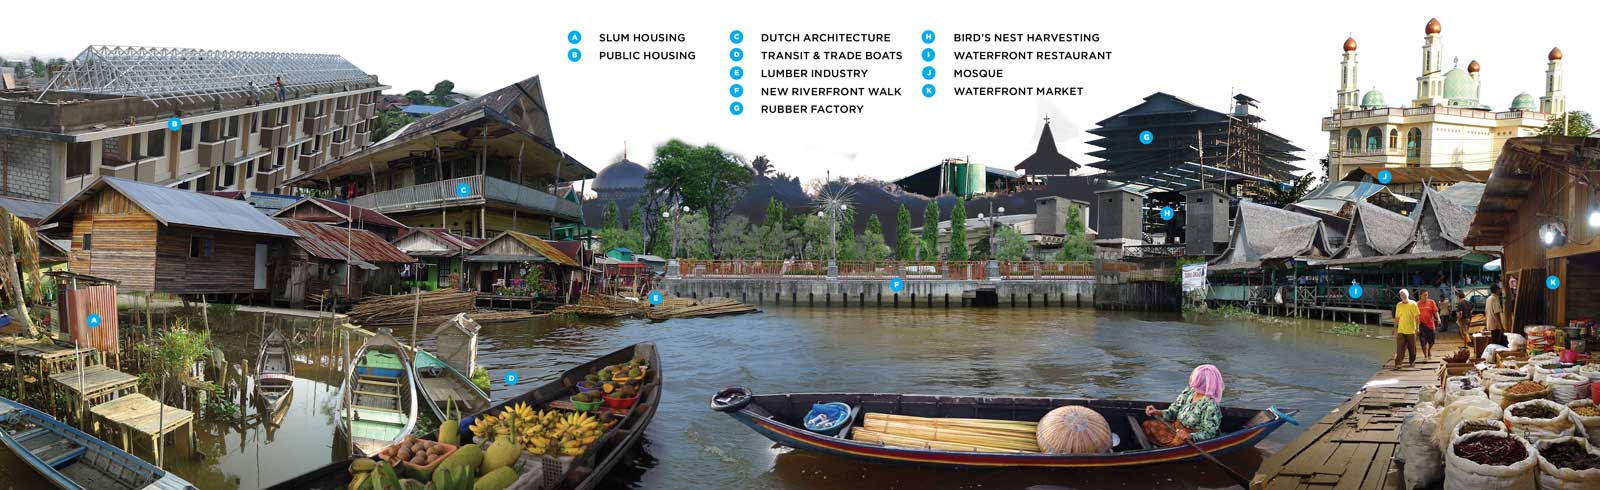 A SLUM HOUSING
B PUBLIC HOUSING
C DUTCH ARCHITECTURE
D TRANSIT & TRADE BOATS
E LUMBER INDUSTRY
F NEW RIVERFRONT WALK
G RUBBER FACTORY
H BIRD'S NEST HARVESTING
I WATERFRONT RESTAURANT
J MOSQUE
K WATERFRONT MARKET
B
C
A
D
E
F
G
H
J
I
K